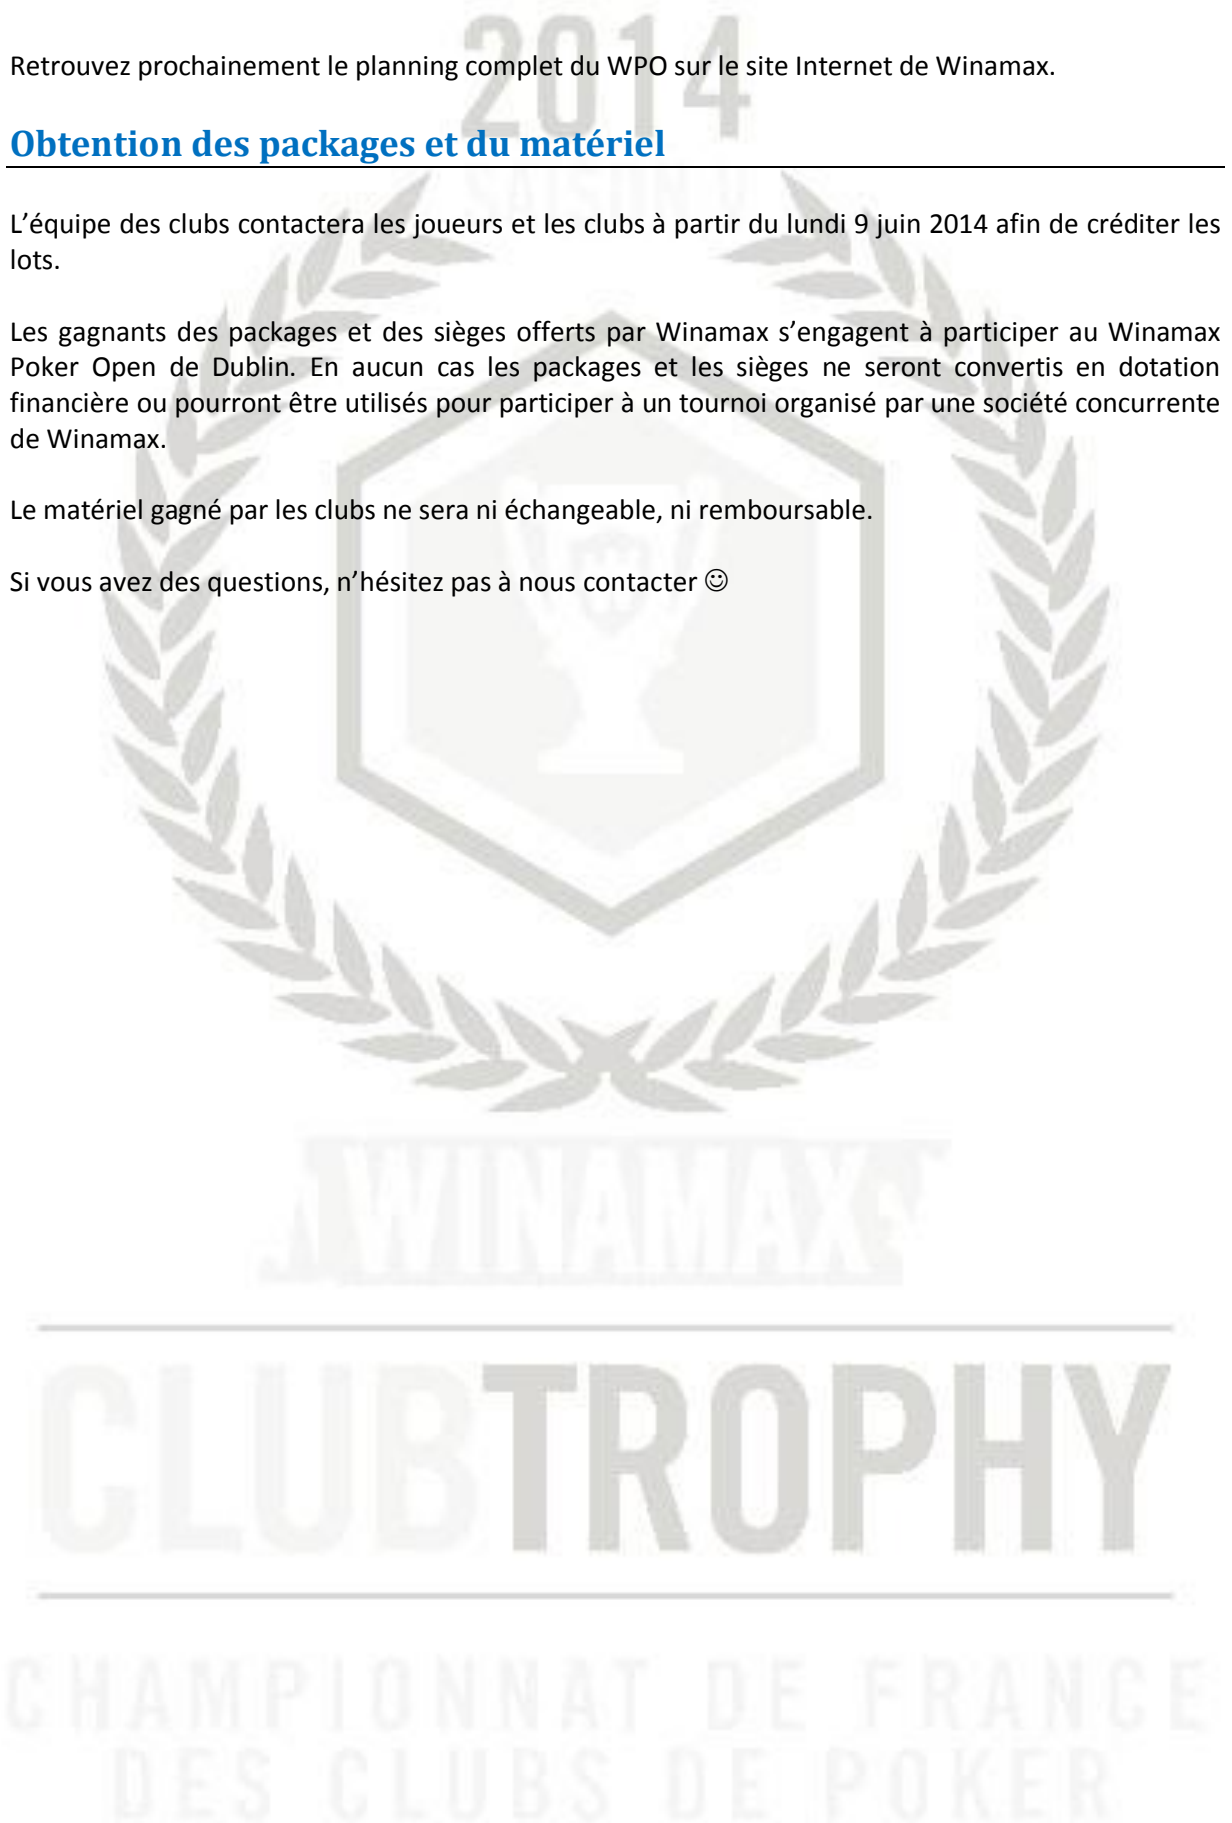 2014
Retrouvez prochainement le planning complet du WPO sur le site Internet de Winamax.
Obtention des packages et du matériel
L’équipe des clubs contactera les joueurs et les clubs à partir du lundi 9 juin 2014 afin de créditer les
lots.
Les gagnants des packages et des sièges offerts par Winamax s’engagent à participer au Winamax
Poker Open de Dublin. En aucun cas les packages et les sièges ne seront convertis en dotation
financière ou pourront être utilisés pour participer à un tournoi organisé par une société concurrente
de Winamax.
Le matériel gagné par les clubs ne sera ni échangeable, ni remboursable.
Si vous avez des questions, n’hésitez pas à nous contacter ☺
WINAMAX
CLUBTROPHY
CHAMPIONNAT DE FRANCE
DES CLUBS DE POKER